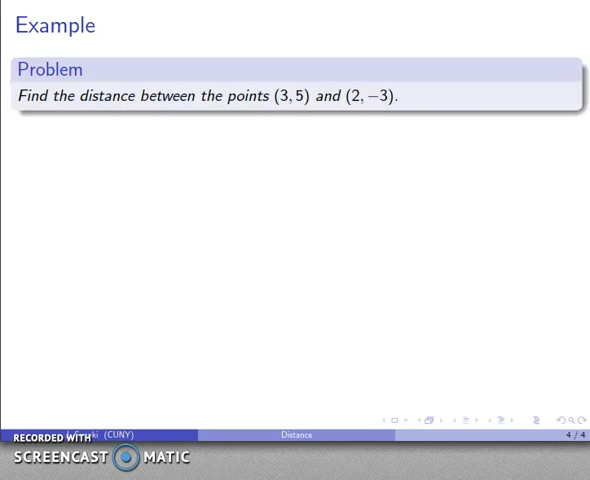 Example
Problem
Find the distance between the points (3, 5) and (2, −3).
(CUNY)
Distance
4 / 4
RECORDED WITH
SCREENCAST MATIC